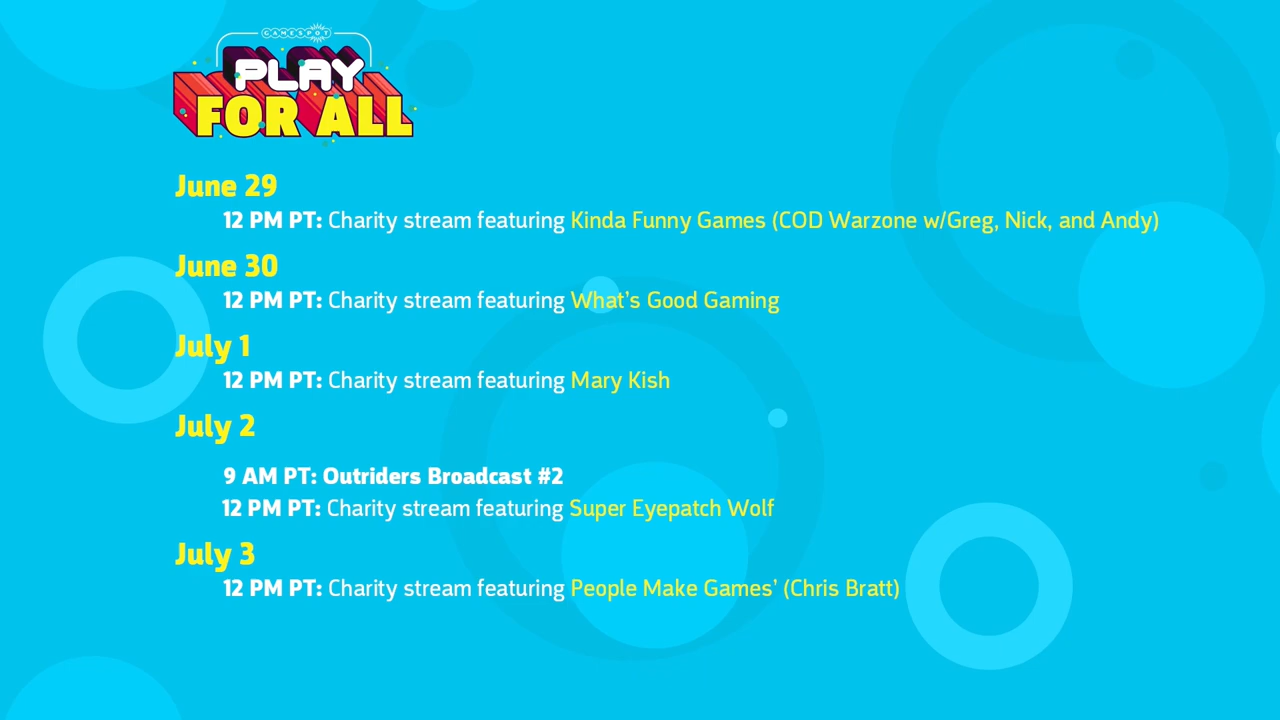 GAMESPOT
PLAY
FOR ALL
June 29
12 PM PT: Charity stream featuring Kinda Funny Games (COD Warzone w/Greg, Nick, and Andy)
June 30
12 PM PT: Charity stream featuring What's Good Gaming
July 1
12 PM PT: Charity stream featuring Mary Kish
July 2
9 AM PT: Outriders Broadcast #2
12 PM PT: Charity stream featuring Super Eyepatch Wolf
July 3
12 PM PT: Charity stream featuring People Make Games’ (Chris Bratt)